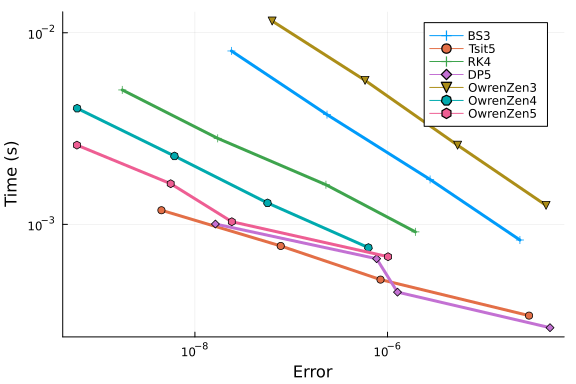 10⁻²
BS3
Tsit5
RK4
DP5
OwrenZen3
OwrenZen4
OwrenZen5
Time (s)
10⁻³
10⁻⁸
10⁻⁶
Error